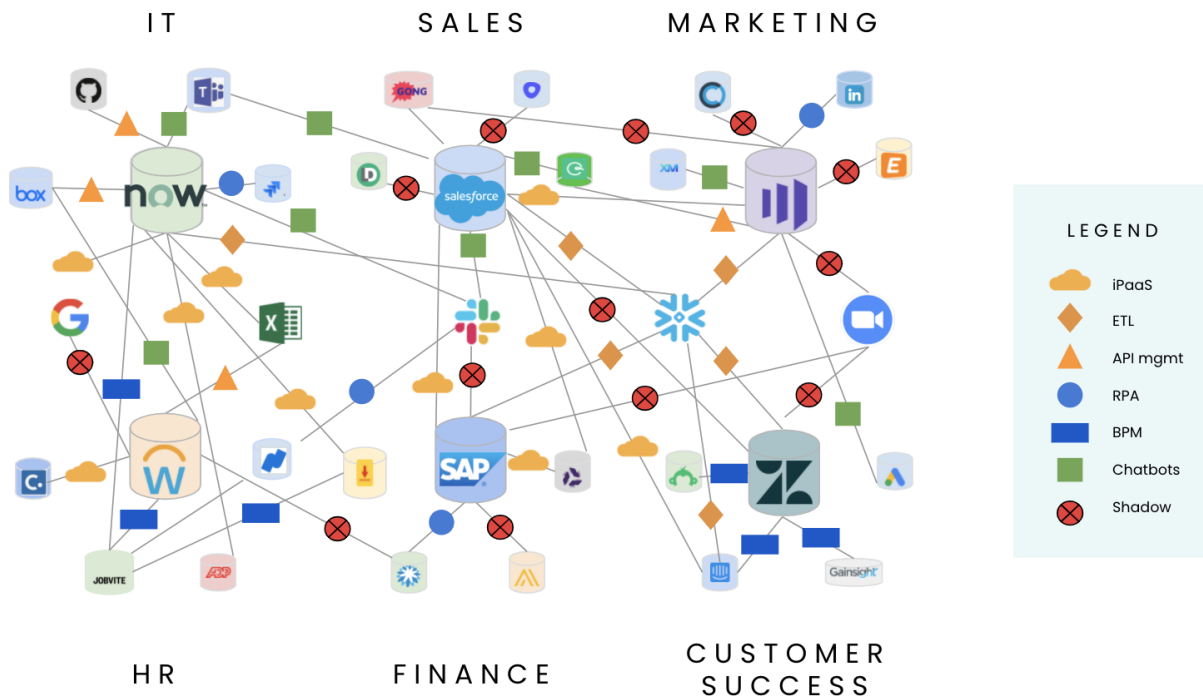 IT
SALES
MARKETING
GONG
in
T
box
now
D
salesforce
XM
E
LEGEND
iPaaS
ETL
API mgmt
RPA
BPM
Chatbots
Shadow
G
X
C
W
SAP
JOBVITE
ADP
Gainsight
HR
FINANCE
CUSTOMER
SUCCESS